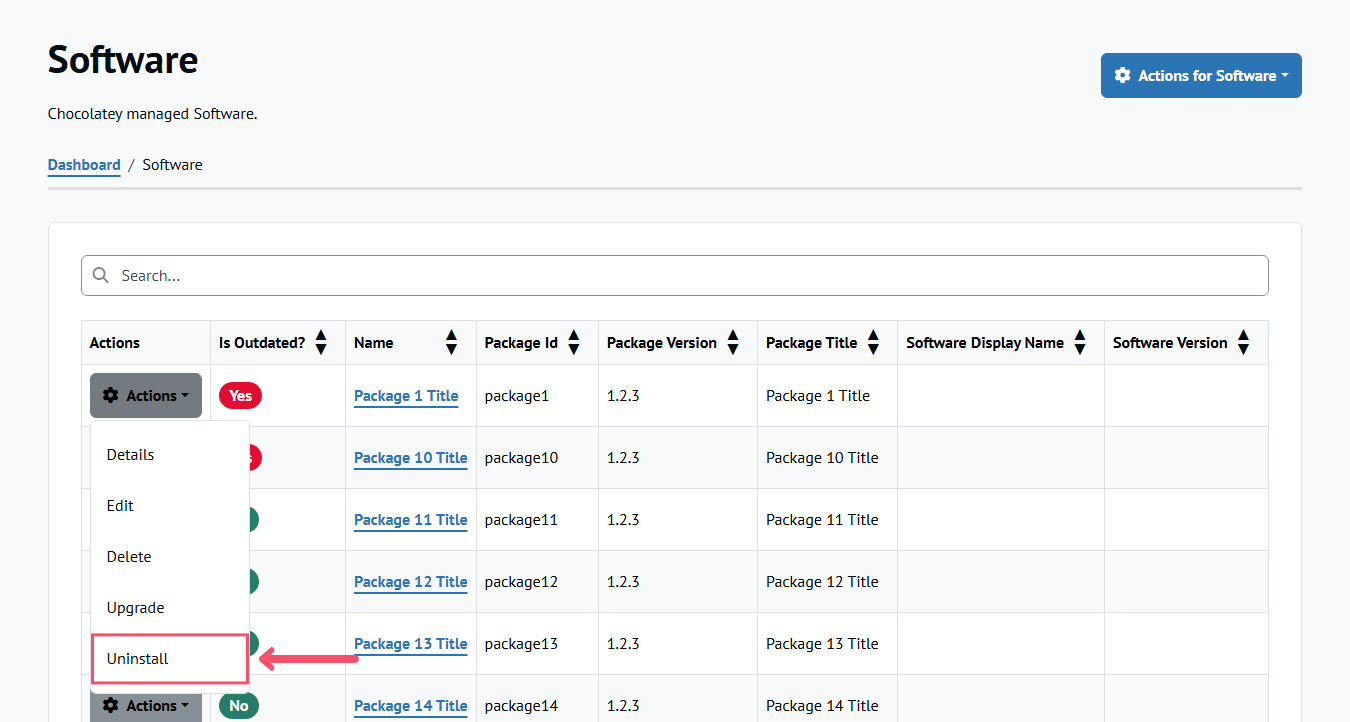 Software
Actions for Software
Chocolatey managed Software.
Dashboard / Software
Search...
Actions Is Outdated? Name Package Id Package Version Package Title Software Display Name Software Version
Actions Yes Package 1 Title package1 1.2.3 Package 1 Title
Details
Package 10 Title package10 1.2.3 Package 10 Title
Edit
Package 11 Title package11 1.2.3 Package 11 Title
Delete
Package 12 Title package12 1.2.3 Package 12 Title
Upgrade
Package 13 Title package13 1.2.3 Package 13 Title
Uninstall
Actions No Package 14 Title package14 1.2.3 Package 14 Title